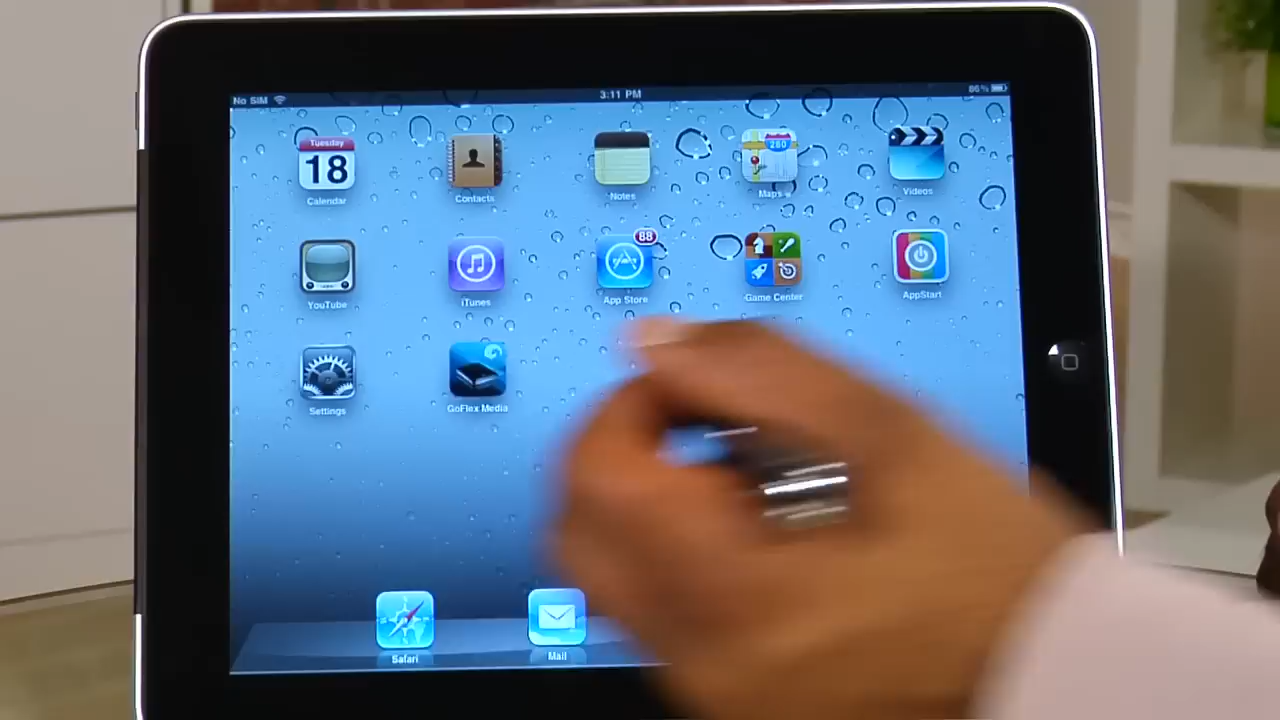 No SIM 3:11 PM 86%
Tuesday 280
18
Calendar Contacts Notes Maps Videos
88
YouTube iTunes App Store Game Center AppStart
Settings GoFlex Media
Safari Mail